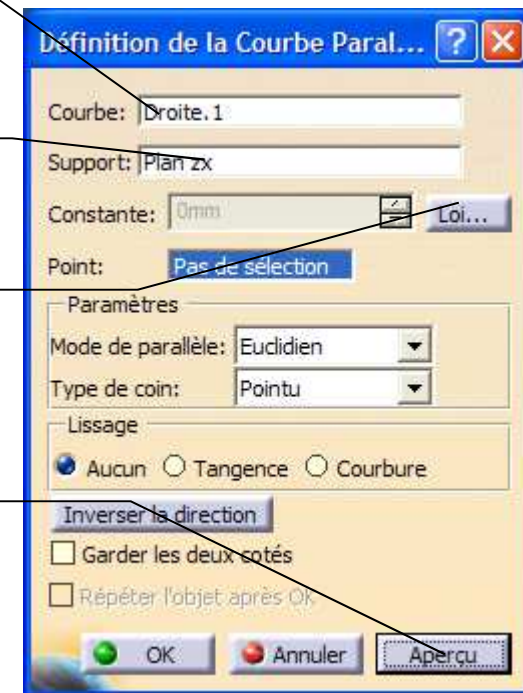 Définition de la Courbe Paral...
Courbe: Droite.1
Support: Plan zx
Constante: 0mm Loi...
Point: Pas de sélection
Paramètres
Mode de parallèle: Euclidien
Type de coin: Pointu
Lissage
Aucun Tangence Courbure
Inverser la direction
Garder les deux cotés
Répéter l'objet après OK
OK Annuler Aperçu